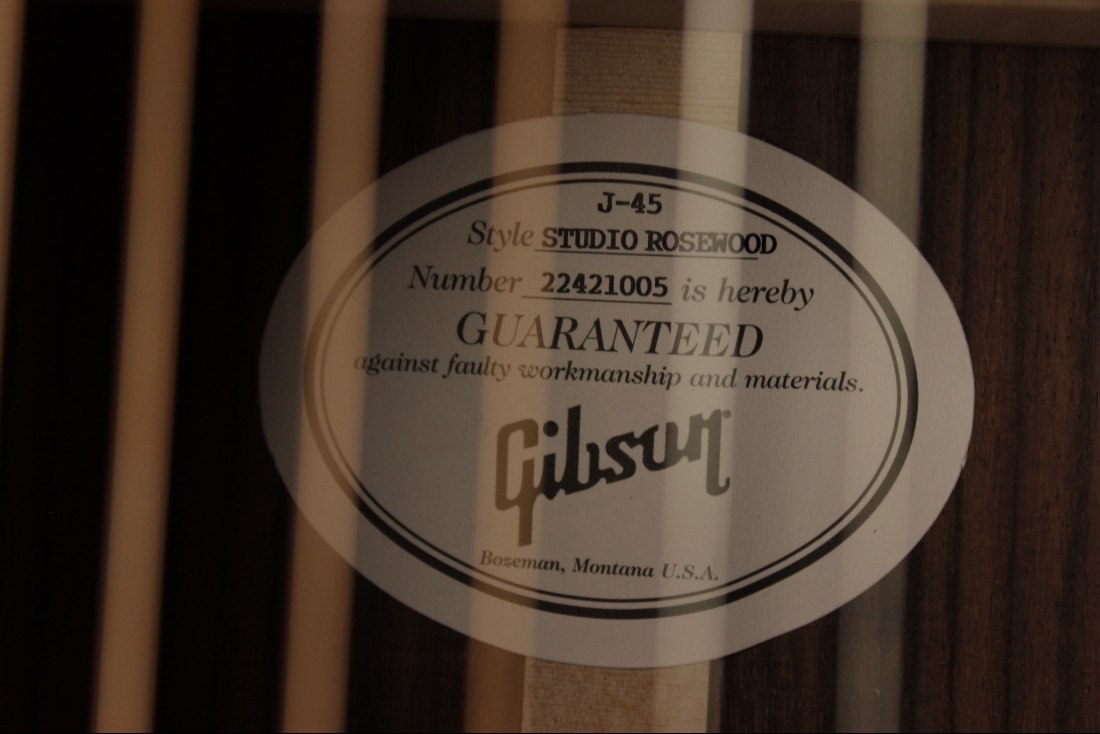 J-45
Style STUDIO ROSEWOOD
Number 22421005 is hereby
GUARANTEED
against faulty workmanship and materials.
Gibson
Bozeman, Montana U.S.A.